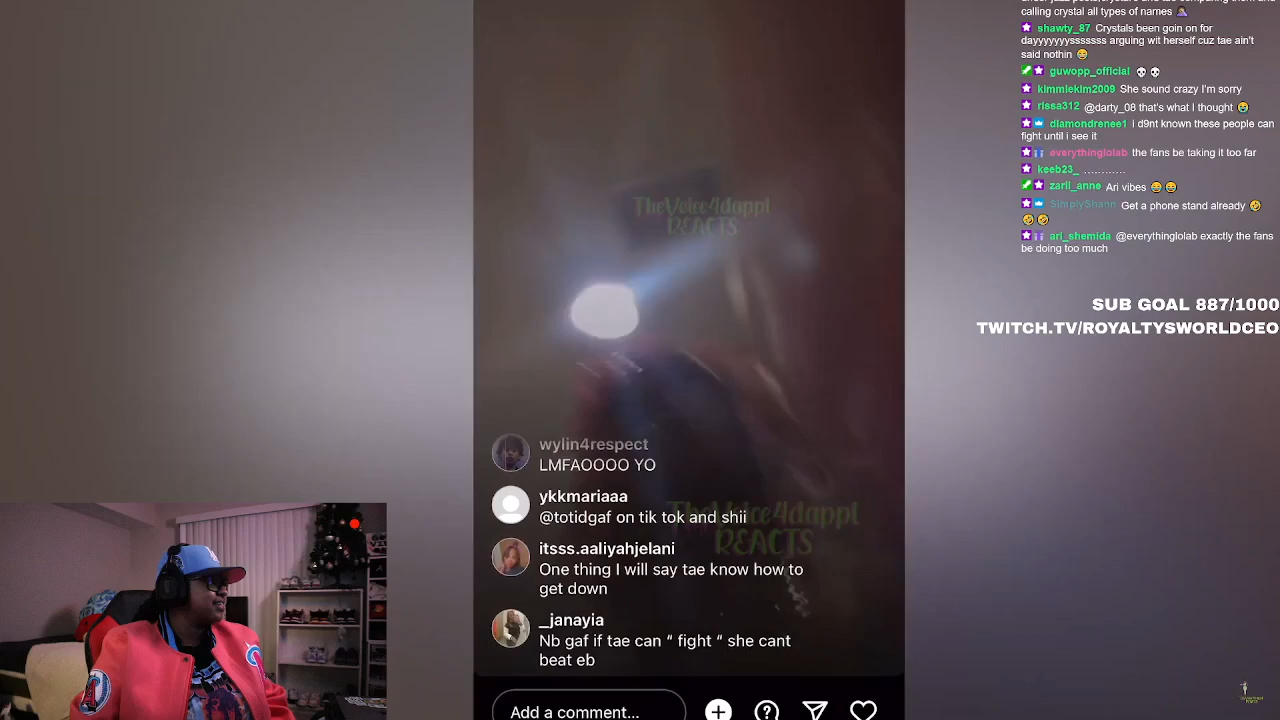 calling crystal all types of names
shawty_87 Crystals been goin on for
dayyyyyyysssssss arguing wit herself cuz tae ain't
said nothin
guwopp_official
kimmiekim2009 She sound crazy I'm sorry
rissa312 @darty_08 that's what I thought
diamondrenee1 i d9nt known these people can
fight until i see it
everythinglolab the fans be taking it too far
keeb23_ ............
zarii_anne Ari vibes
SimplyShann Get a phone stand already
ari_shemida @everythinglolab exactly the fans
be doing too much
SUB GOAL 887/1000
TWITCH.TV/ROYALTYSWORLDCEO
TheVoice4dappl
REACTS
wylin4respect
LMFAOOOO YO
ykkmariaaa
@totidgaf on tik tok and shii
TheVoice4dappl
REACTS
itsss.aaliyahjelani
One thing I will say tae know how to
get down
_janayia
Nb gaf if tae can “ fight “ she cant
beat eb
Add a comment...